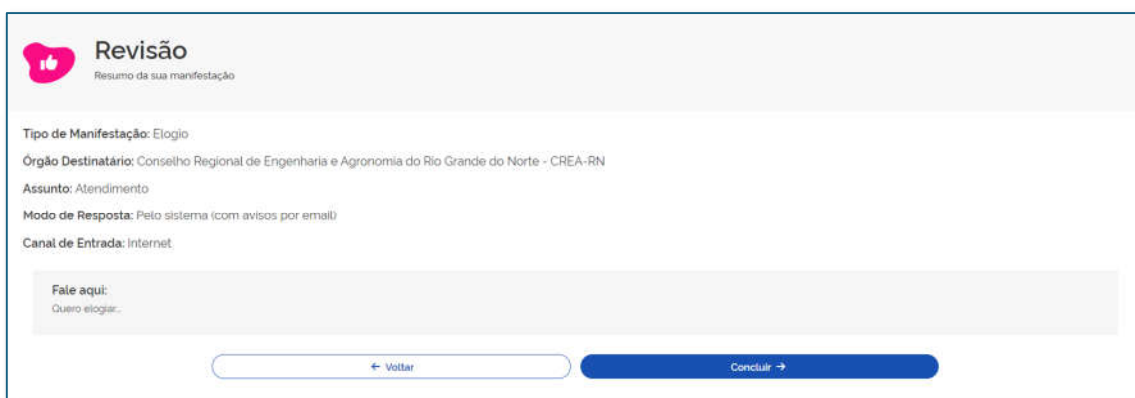 Revisão
Resumo da sua manifestação
Tipo de Manifestação: Elogio
Órgão Destinatário: Conselho Regional de Engenharia e Agronomia do Rio Grande do Norte - CREA-RN
Assunto: Atendimento
Modo de Resposta: Pelo sistema (com avisos por email)
Canal de Entrada: Internet
Fale aqui:
Quero elogiar...
← Voltar
Concluir →